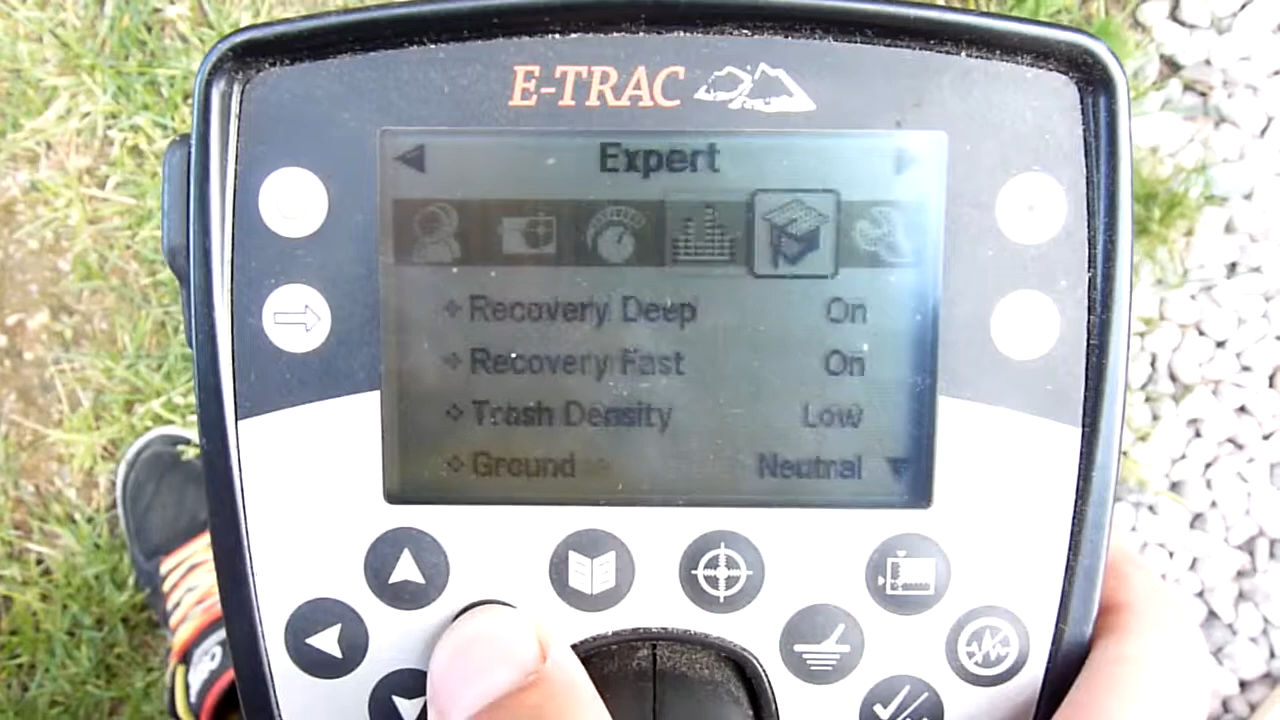 E-TRAC
Expert
Recovery Deep On
Recovery Fast On
Trash Density Low
Ground Neutral